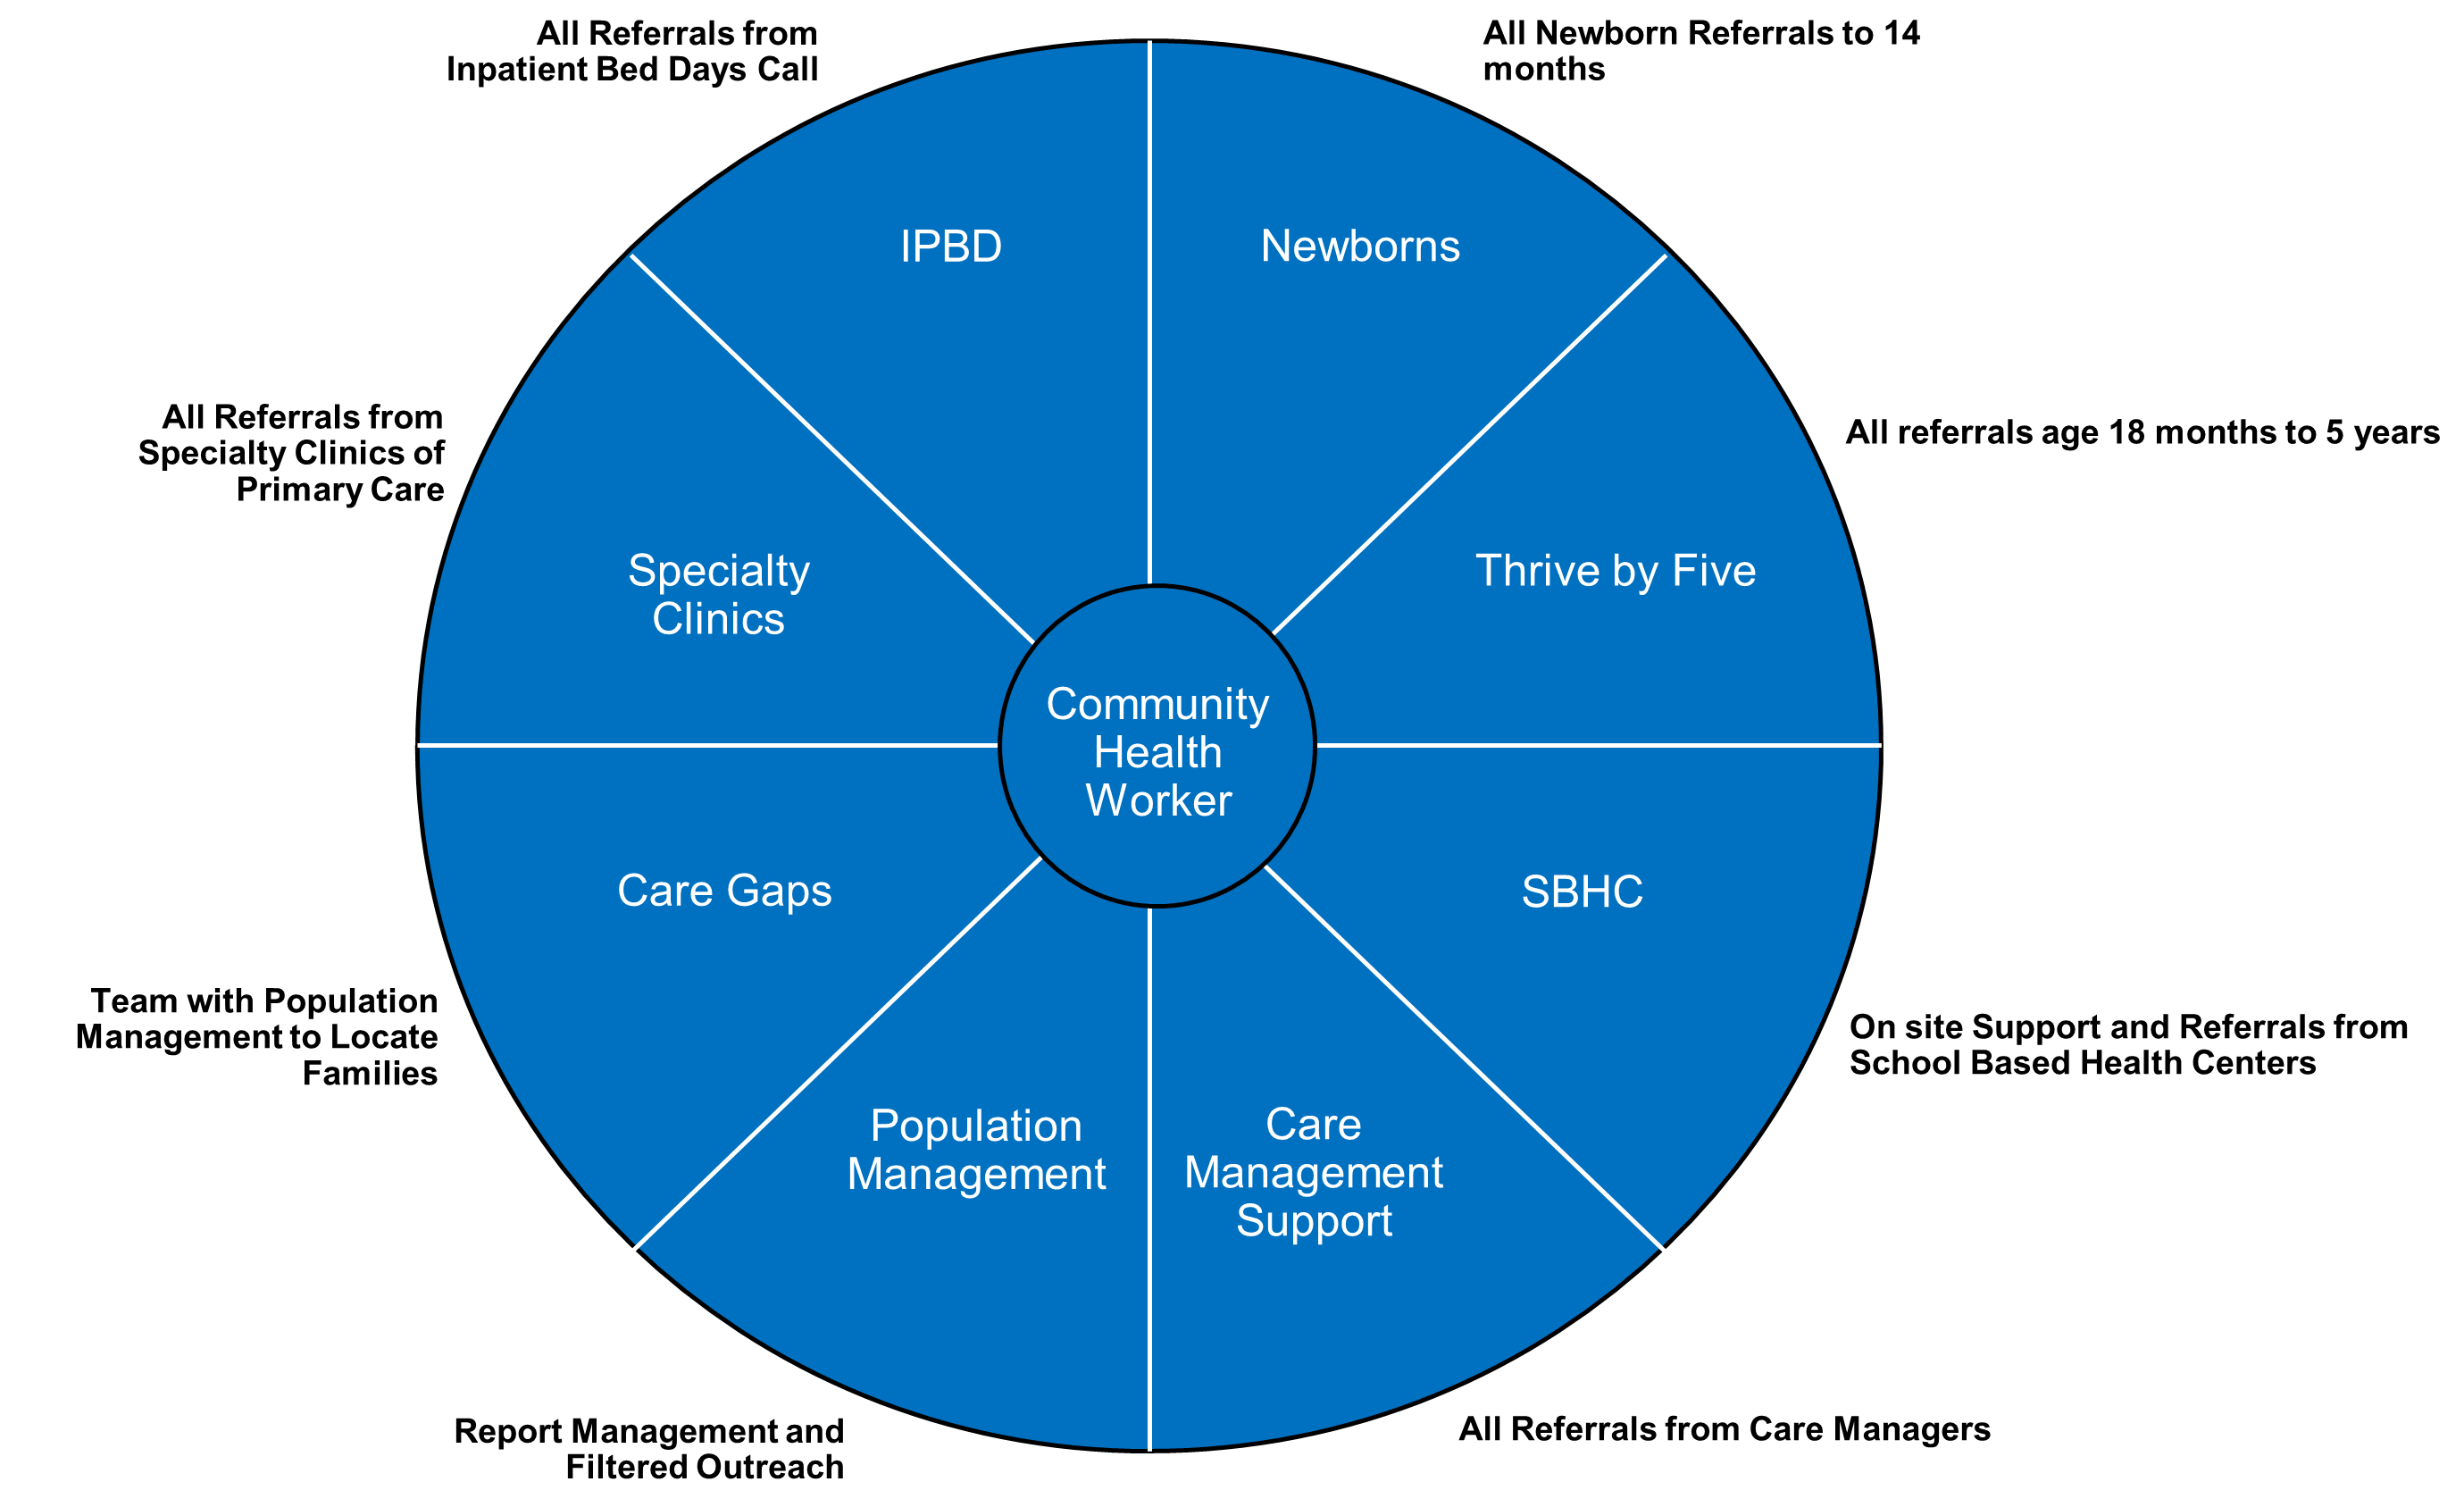 All Referrals from
Inpatient Bed Days Call
All Newborn Referrals to 14
months
IPBD
Newborns
All Referrals from
Specialty Clinics of
Primary Care
All referrals age 18 months to 5 years
Specialty
Clinics
Thrive by Five
Community
Health
Worker
Care Gaps
SBHC
Team with Population
Management to Locate
Families
On site Support and Referrals from
School Based Health Centers
Population
Management
Care
Management
Support
Report Management and
Filtered Outreach
All Referrals from Care Managers